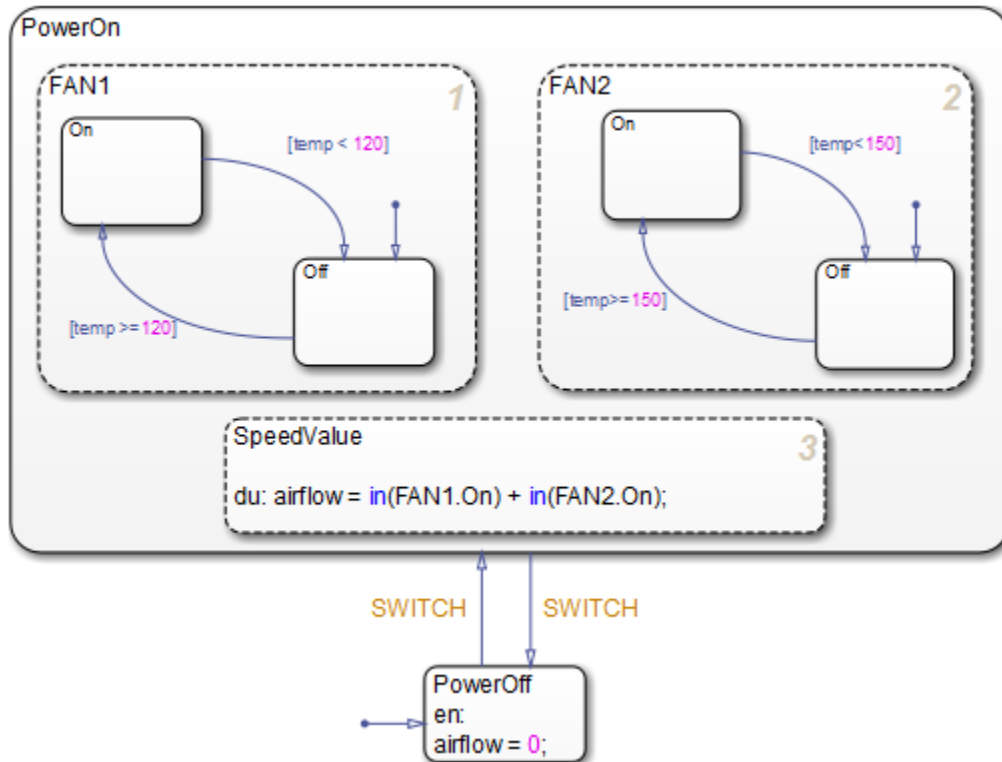 PowerOn
FAN1
1
On
[temp < 120]
Off
[temp >=120]
FAN2
2
On
[temp<150]
Off
[temp>=150]
SpeedValue
3
du: airflow = in(FAN1.On) + in(FAN2.On);
SWITCH
SWITCH
PowerOff
en:
airflow = 0;